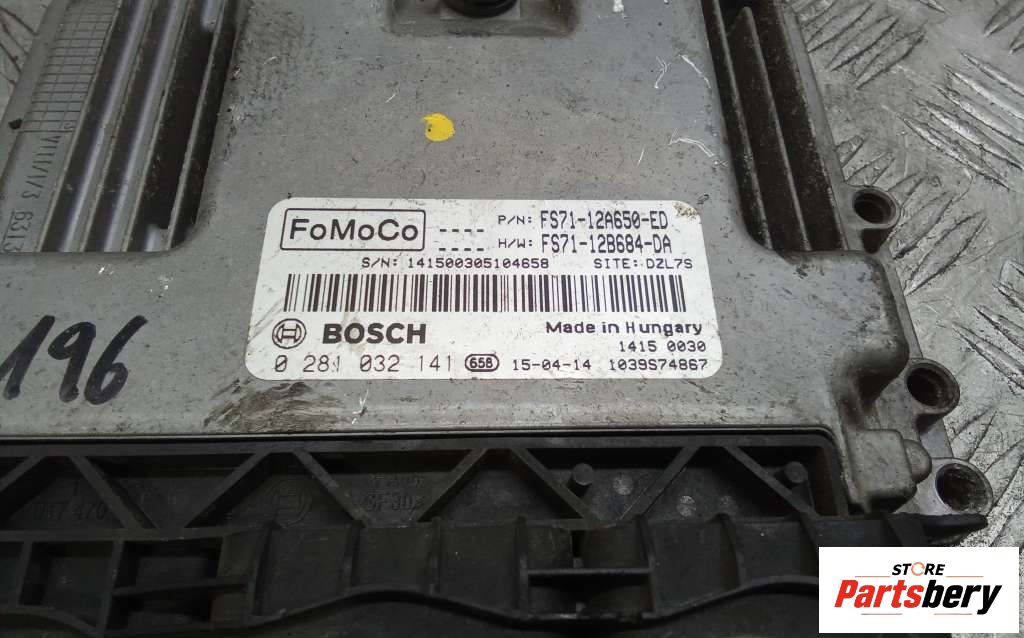 FoMoCo
---- P/N: FS71-12A650-ED
---- H/W: FS71-12B684-DA
S/N: 141500305104658 SITE: DZL7S
BOSCH Made in Hungary
1415 0030
0 281 032 141 658 15-04-14 1039S74867
196
STORE
Partsbery